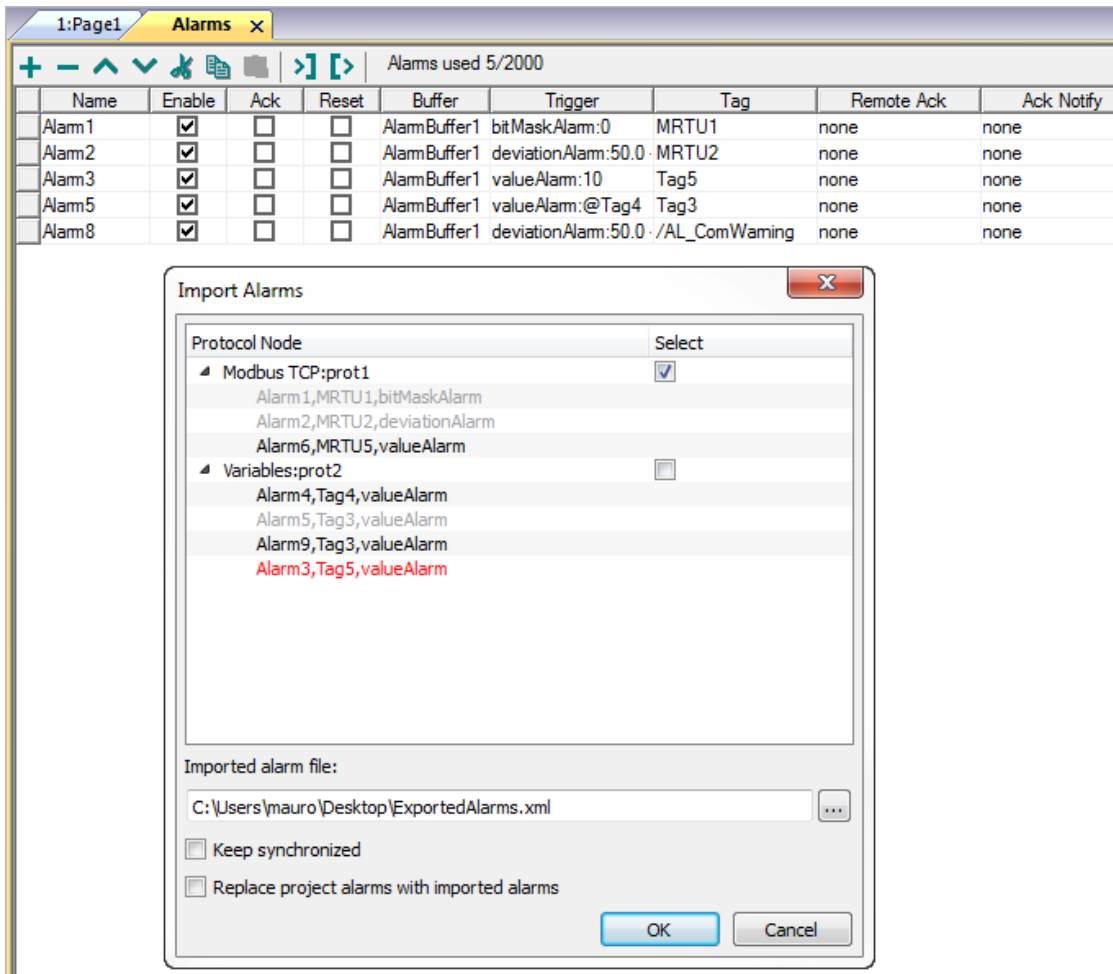 1:Page1 Alarms
Alarms used 5/2000
Name Enable Ack Reset Buffer Trigger Tag Remote Ack Ack Notify
Alarm1 AlarmBuffer1 bitMaskAlarm:0 MRTU1 none none
Alarm2 AlarmBuffer1 deviationAlarm:50.0 - MRTU2 none none
Alarm3 AlarmBuffer1 valueAlarm:10 Tag5 none none
Alarm5 AlarmBuffer1 valueAlarm:@Tag4 Tag3 none none
Alarm8 AlarmBuffer1 deviationAlarm:50.0 - /AL_ComWarning none none
Import Alarms
Protocol Node Select
Modbus TCP:prot1
Alarm1,MRTU1,bitMaskAlarm
Alarm2,MRTU2,deviationAlarm
Alarm6,MRTU5,valueAlarm
Variables:prot2
Alarm4,Tag4,valueAlarm
Alarm5,Tag3,valueAlarm
Alarm9,Tag3,valueAlarm
Alarm3,Tag5,valueAlarm
Imported alarm file:
C:\Users\mauro\Desktop\ExportedAlarms.xml ...
Keep synchronized
Replace project alarms with imported alarms
OK Cancel